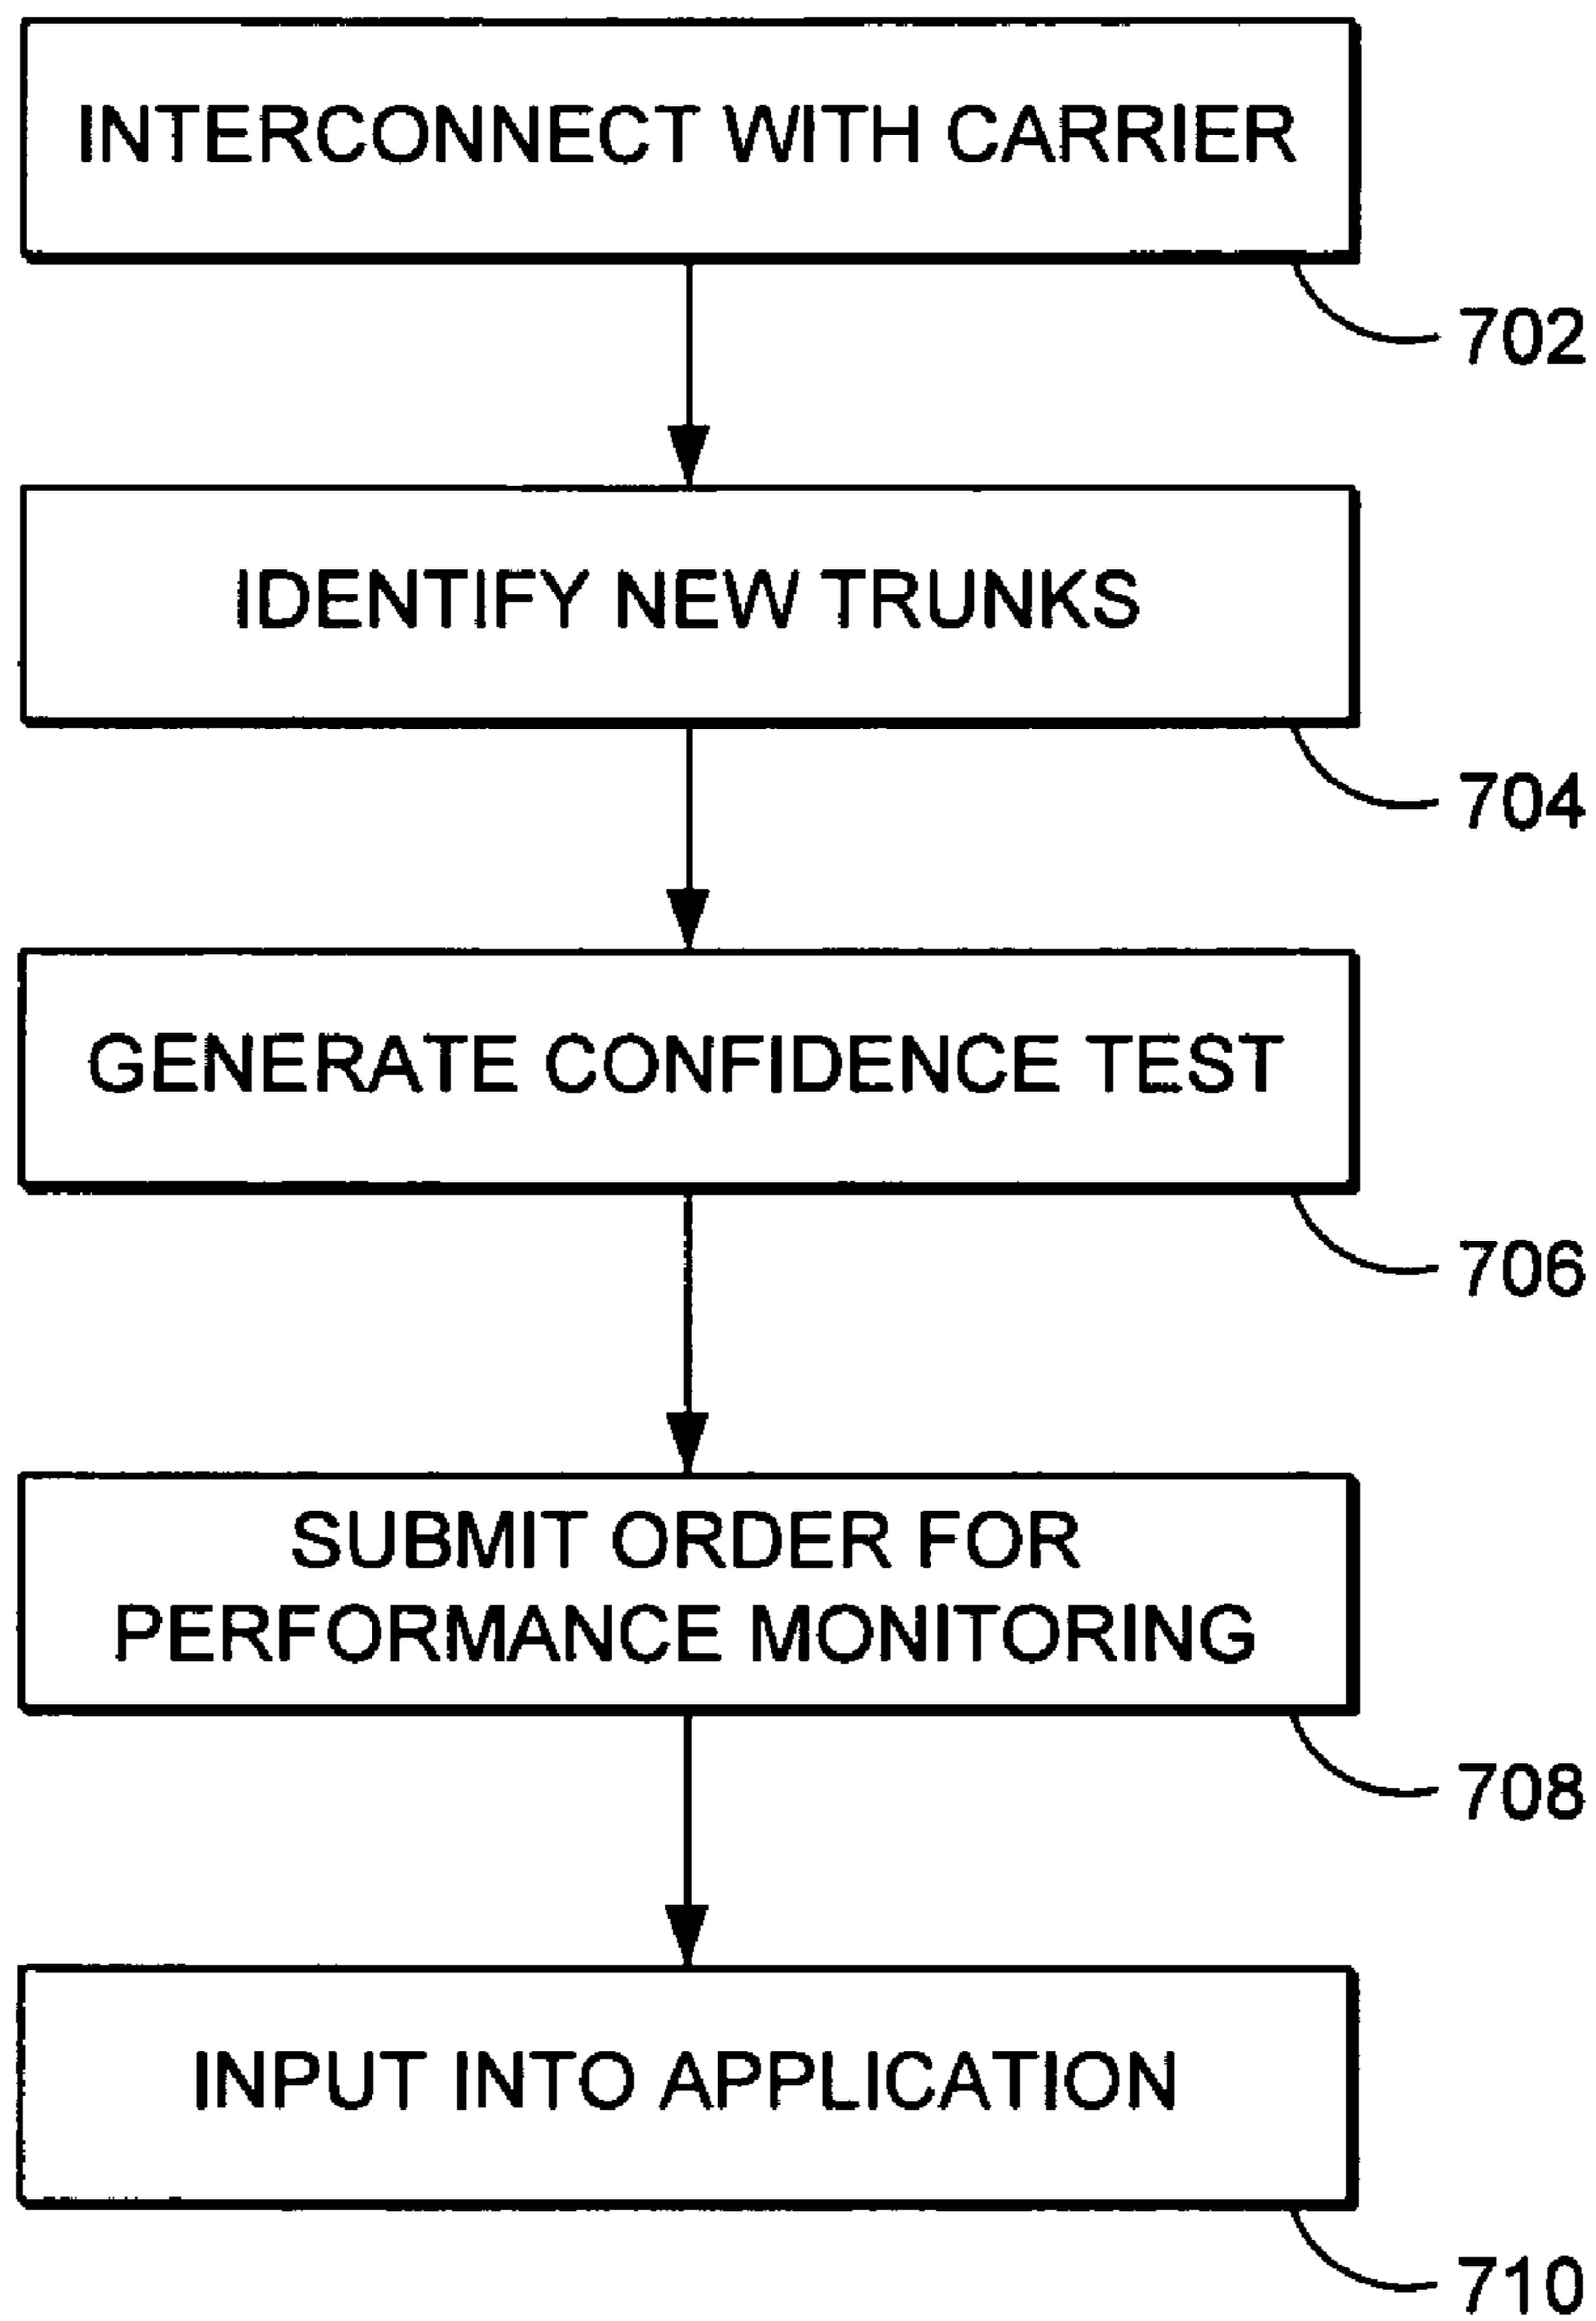 INTERCONNECT WITH CARRIER
702
IDENTIFY NEW TRUNKS
704
GENERATE CONFIDENCE TEST
706
SUBMIT ORDER FOR
PERFORMANCE MONITORING
708
INPUT INTO APPLICATION
710